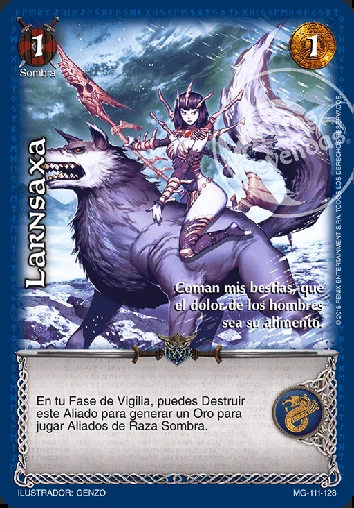 1
Sombra
1
Larnsaxa
Coman mis bestias, que
el dolor de los hombres
sea su alimento.
En tu Fase de Vigilia, puedes Destruir
este Aliado para generar un Oro para
jugar Aliados de Raza Sombra.
ILUSTRADOR: GENZO
MG-111-128